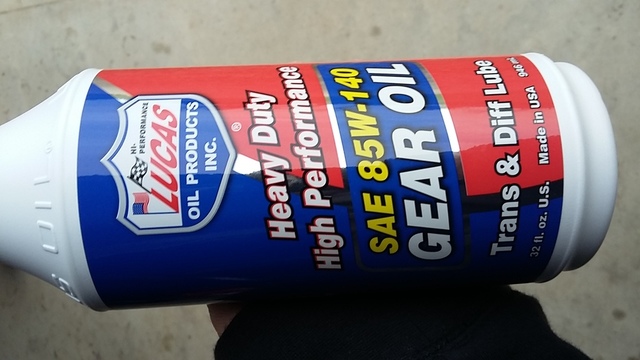 HI-
PERFORMANCE
LUCAS
OIL PRODUCTS
INC.
®
Heavy Duty
High Performance
SAE 85W-140
GEAR OIL
Trans & Diff Lube
32 fl. oz. U.S. Made in USA 946 ml
OIL